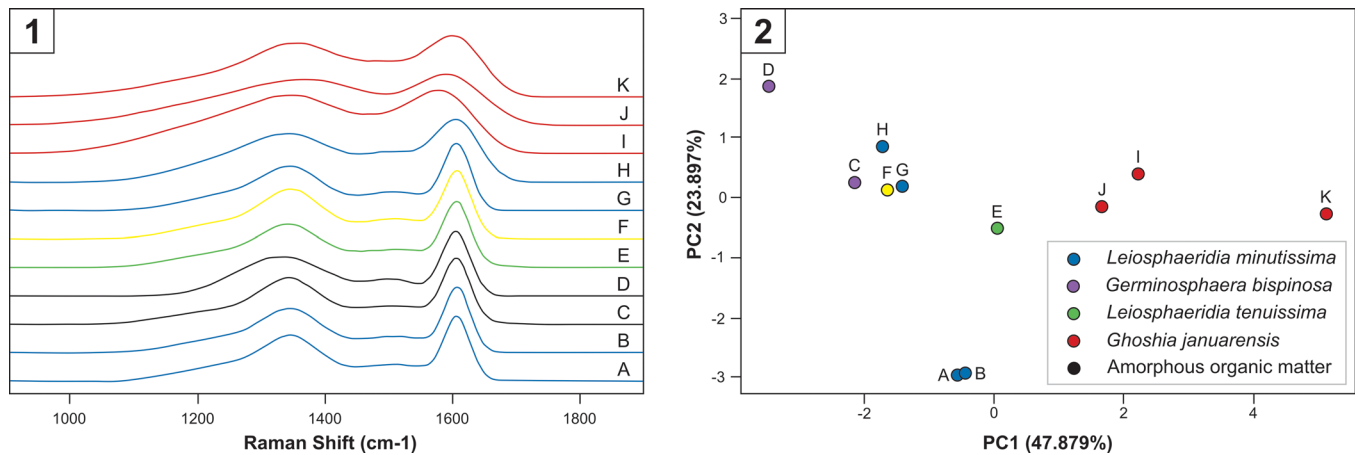 1
K
J
I
H
G
F
E
D
C
B
A
1000
1200
1400
1600
1800
Raman Shift (cm-1)
2
3
2
1
0
-1
-2
-3
PC2 (23.897%)
D
H
C
F
G
E
J
I
K
A
B
Leiosphaeridia minutissima
Germinosphaera bispinosa
Leiosphaeridia tenuissima
Ghoshia januarensis
Amorphous organic matter
-2
0
2
4
PC1 (47.879%)